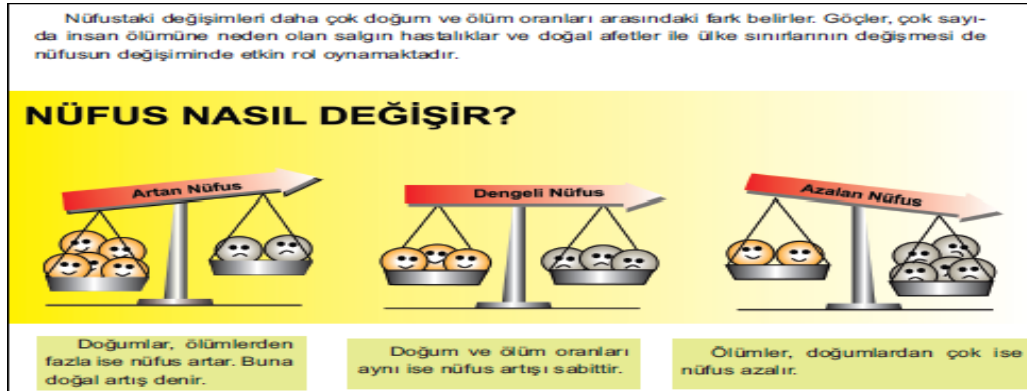 Nüfustaki değişimleri daha çok doğum ve ölüm oranları arasındaki fark belirler. Göçler, çok sayı-
da insan ölümüne neden olan salgın hastalıklar ve doğal afetler ile ülke sınırlarının değişmesi de
nüfusun değişiminde etkin rol oynamaktadır.
NÜFUS NASIL DEĞİŞİR?
Artan Nüfus
Dengeli Nüfus
Azalan Nüfus
Doğumlar, ölümlerden
fazla ise nüfus artar. Buna
doğal artış denir.
Doğum ve ölüm oranları
aynı ise nüfus artışı sabittir.
Ölümler, doğumlardan çok ise
nüfus azalır.